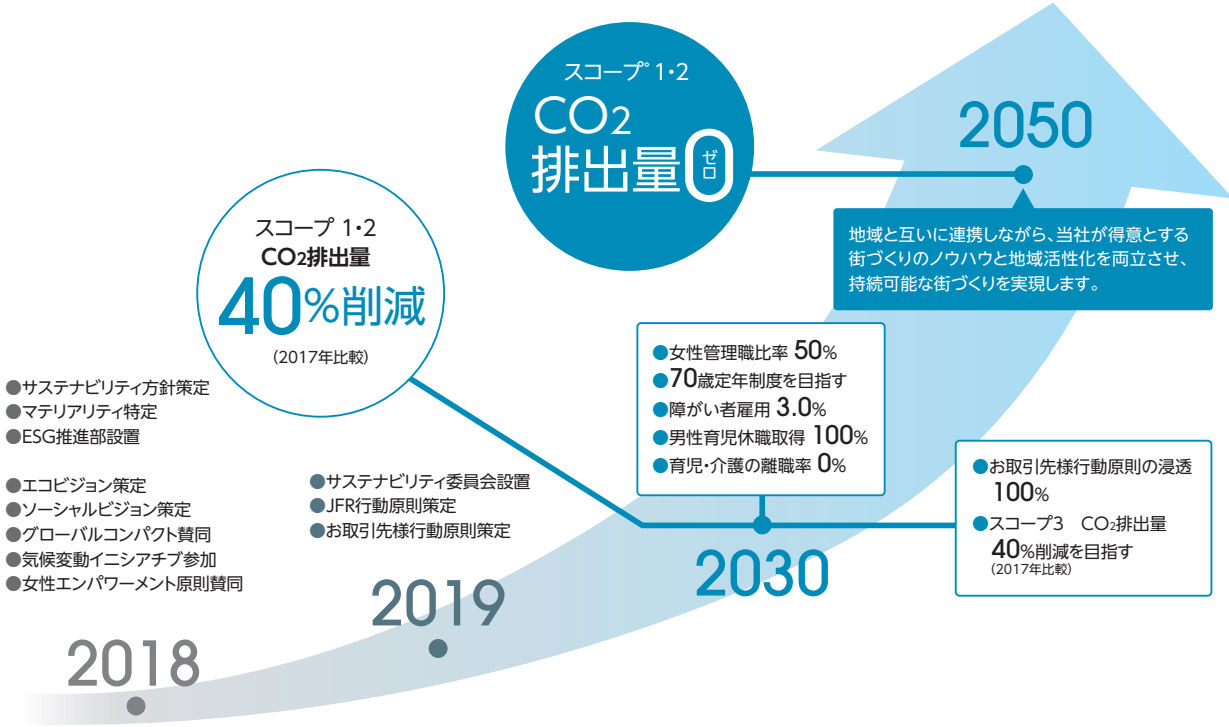 スコープ 1・2
CO2
排出量0
ゼロ
2050
地域と互いに連携しながら、当社が得意とする
街づくりのノウハウと地域活性化を両立させ、
持続可能な街づくりを実現します。
スコープ 1・2
CO2排出量
40%削減
(2017年比較)
●女性管理職比率 50%
●70歳定年制度を目指す
●障がい者雇用 3.0%
●男性育児休職取得 100%
●育児・介護の離職率 0%
●お取引先様行動原則の浸透
100%
●スコープ3 CO2排出量
40%削減を目指す
(2017年比較)
2030
●サステナビリティ方針策定
●マテリアリティ特定
●ESG推進部設置
●エコビジョン策定
●ソーシャルビジョン策定
●グローバルコンパクト賛同
●気候変動イニシアチブ参加
●女性エンパワーメント原則賛同
2018
●サステナビリティ委員会設置
●JFR行動原則策定
●お取引先様行動原則策定
2019